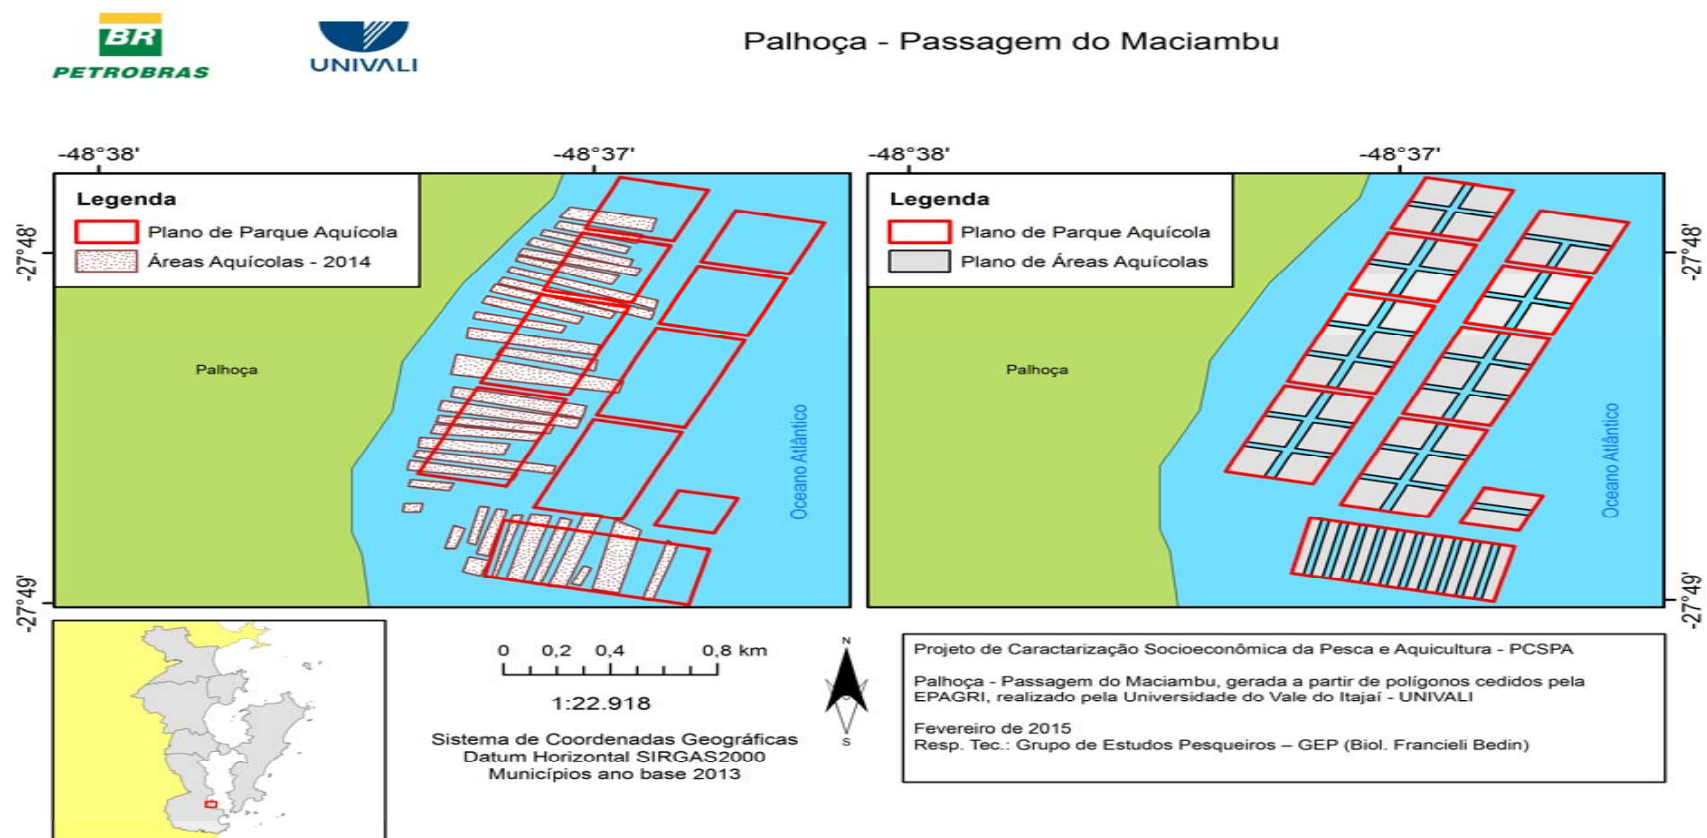 BR
PETROBRAS
UNIVALI
Palhoça - Passagem do Maciambu
-48°38'
-48°37'
-48°38'
-48°37'
-27°48'
-27°49'
Legenda
Plano de Parque Aquícola
Áreas Aquícolas - 2014
Palhoça
Oceano Atlântico
Legenda
Plano de Parque Aquícola
Plano de Áreas Aquícolas
Palhoça
Oceano Atlântico
-27°48'
-27°49'
0 0,2 0,4 0,8 km
1:22.918
Sistema de Coordenadas Geográficas
Datum Horizontal SIRGAS2000
Municípios ano base 2013
N
S
Projeto de Caractarização Socioeconômica da Pesca e Aquicultura - PCSPA
Palhoça - Passagem do Maciambu, gerada a partir de polígonos cedidos pela
EPAGRI, realizado pela Universidade do Vale do Itajaí - UNIVALI
Fevereiro de 2015
Resp. Tec.: Grupo de Estudos Pesqueiros – GEP (Biol. Francieli Bedin)